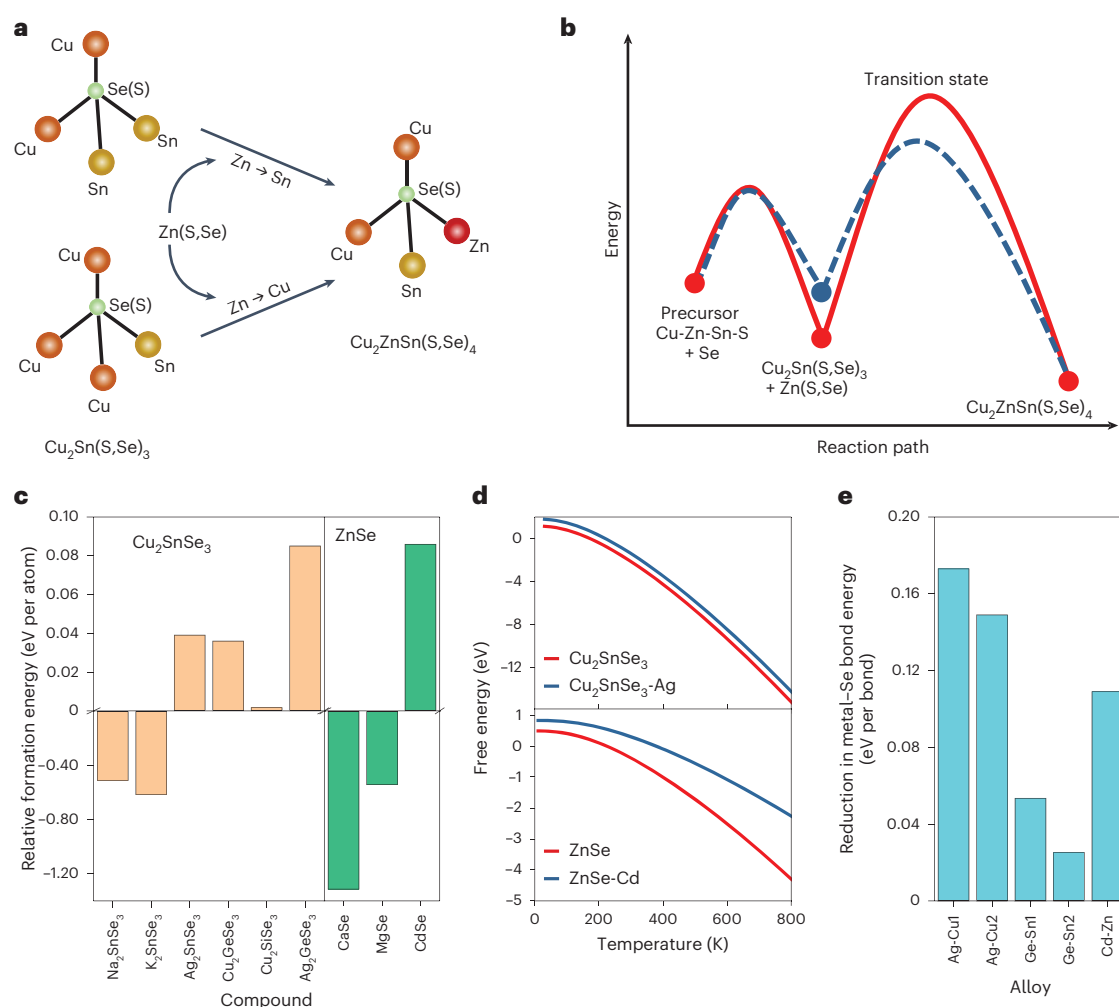 a
Cu
Se(S)
Cu
Sn
Sn
Zn → Sn
Zn(S,Se)
Zn → Cu
Cu
Se(S)
Cu
Sn
Cu
Cu₂Sn(S,Se)₃
Cu
Se(S)
Cu
Zn
Sn
Cu₂ZnSn(S,Se)₄
b
Energy
Transition state
Precursor
Cu-Zn-Sn-S
+ Se
Cu₂Sn(S,Se)₃
+ Zn(S,Se)
Cu₂ZnSn(S,Se)₄
Reaction path
c
Relative formation energy (eV per atom)
0.10
0.08
0.06
0.04
0.02
0
–0.40
–0.80
–1.20
Cu₂SnSe₃
ZnSe
Na₂SnSe₃
K₂SnSe₃
Ag₂SnSe₃
Cu₂GeSe₃
Cu₂SiSe₃
Ag₂GeSe₃
CaSe
MgSe
CdSe
Compound
d
Free energy (eV)
0
–4
–8
–12
Cu₂SnSe₃
Cu₂SnSe₃-Ag
1
0
–1
–2
–3
–4
–5
ZnSe
ZnSe-Cd
0
200
400
600
800
Temperature (K)
e
Reduction in metal–Se bond energy
(eV per bond)
0.20
0.16
0.12
0.08
0.04
0
Ag-Cu1
Ag-Cu2
Ge-Sn1
Ge-Sn2
Cd-Zn
Alloy